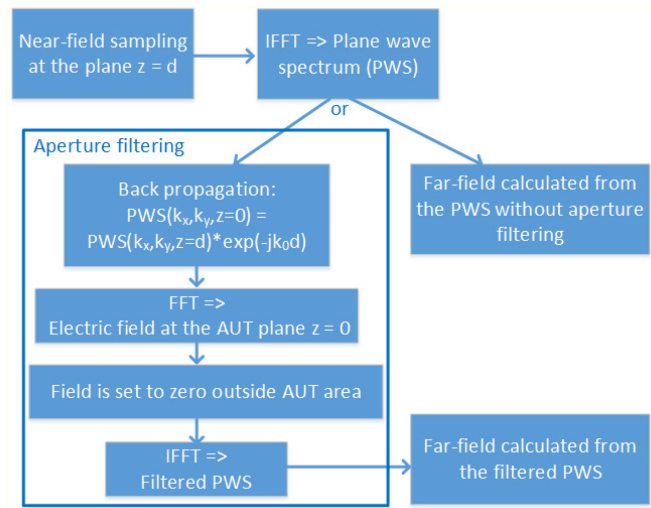 Near-field sampling
at the plane z = d
IFFT => Plane wave
spectrum (PWS)
or
Aperture filtering
Back propagation:
PWS(kₓ,kᵧ,z=0) =
PWS(kₓ,kᵧ,z=d)*exp(-jk₀d)
FFT =>
Electric field at the AUT plane z = 0
Field is set to zero outside AUT area
IFFT =>
Filtered PWS
Far-field calculated from
the PWS without aperture
filtering
Far-field calculated from
the filtered PWS